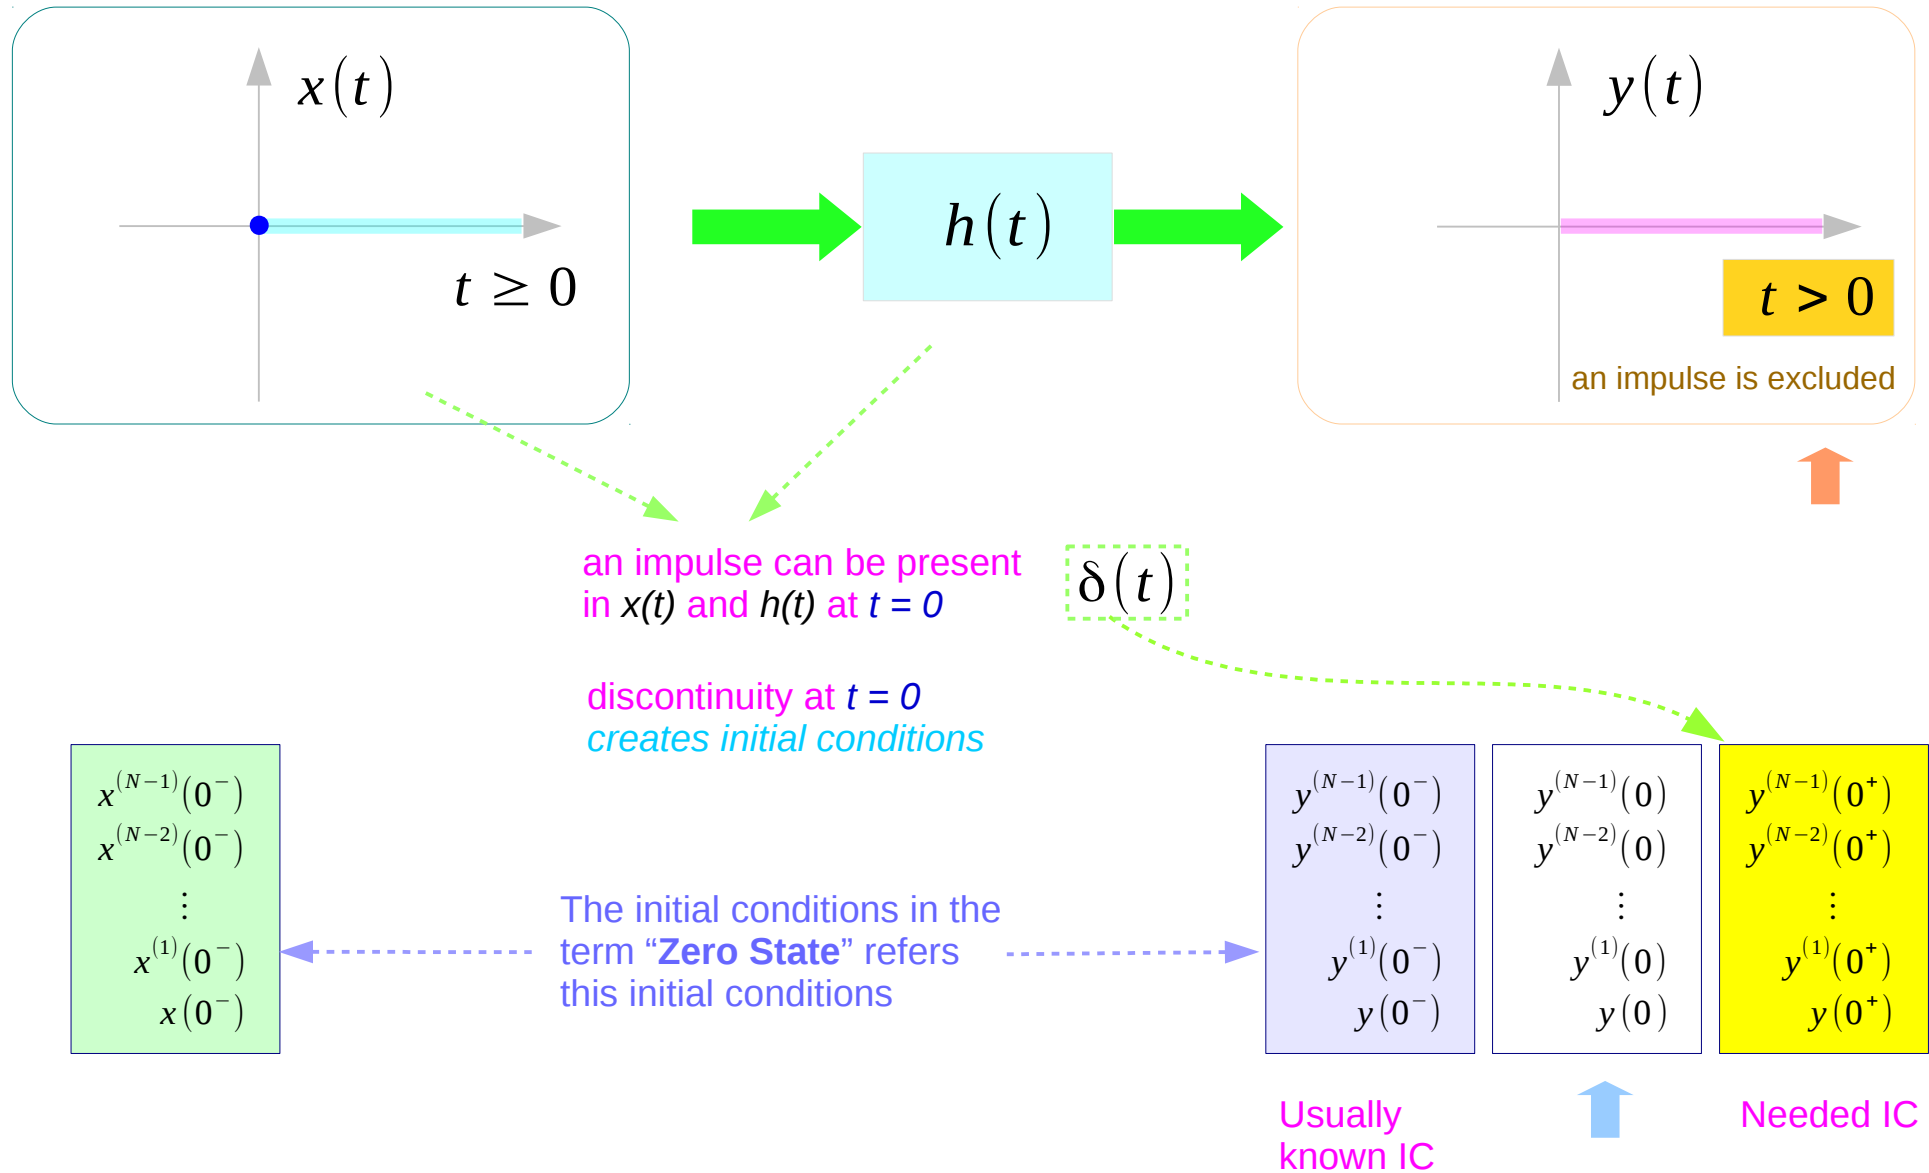 x(t)
t ≥ 0
h(t)
y(t)
t > 0
an impulse is excluded
an impulse can be present
in x(t) and h(t) at t = 0
δ(t)
discontinuity at t = 0
creates initial conditions
x^(N−1)(0^−)
x^(N−2)(0^−)
⋮
x^(1)(0^−)
x(0^−)
The initial conditions in the
term “Zero State” refers
this initial conditions
y^(N−1)(0^−)
y^(N−2)(0^−)
⋮
y^(1)(0^−)
y(0^−)
Usually
known IC
y^(N−1)(0)
y^(N−2)(0)
⋮
y^(1)(0)
y(0)
y^(N−1)(0^+)
y^(N−2)(0^+)
⋮
y^(1)(0^+)
y(0^+)
Needed IC